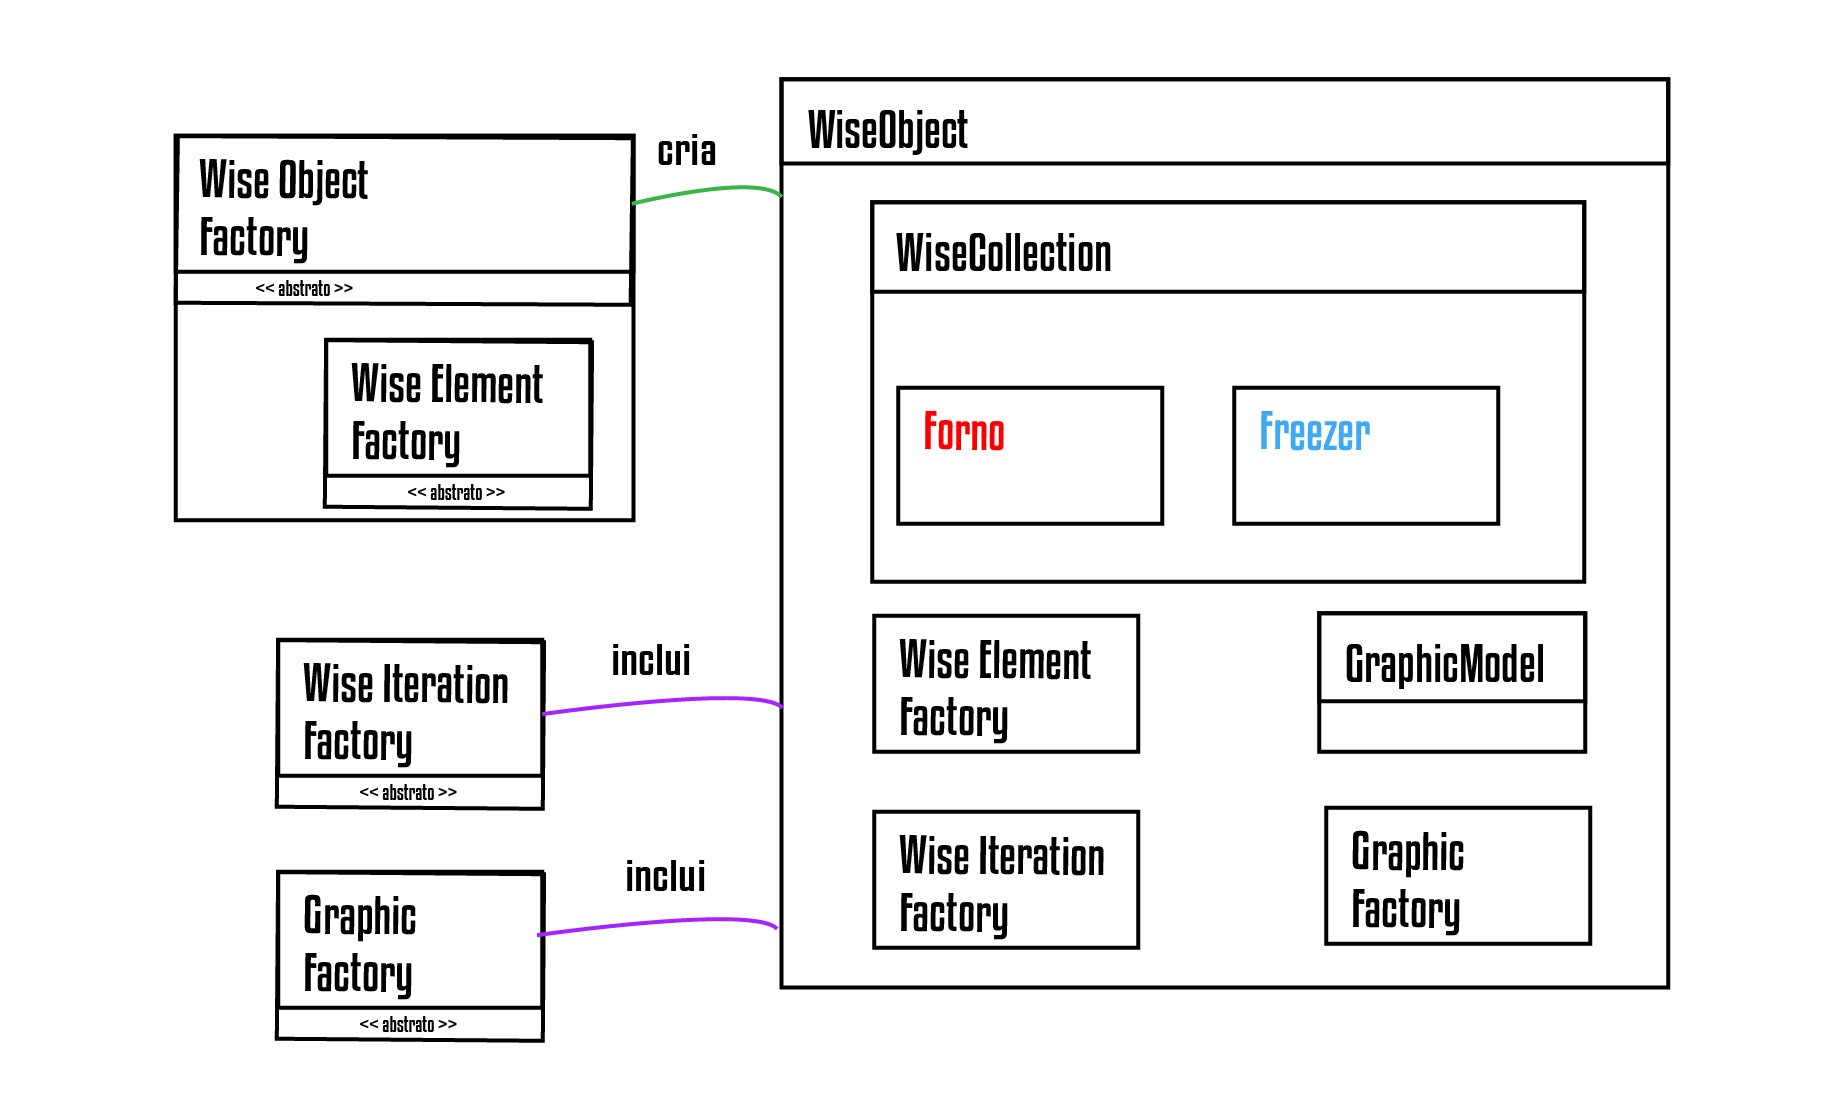 Wise Object
Factory
<< abstrato >>
Wise Element
Factory
<< abstrato >>
cria
WiseObject
WiseCollection
Forno
Freezer
Wise Element
Factory
GraphicModel
Wise Iteration
Factory
Graphic
Factory
Wise Iteration
Factory
<< abstrato >>
inclui
Graphic
Factory
<< abstrato >>
inclui